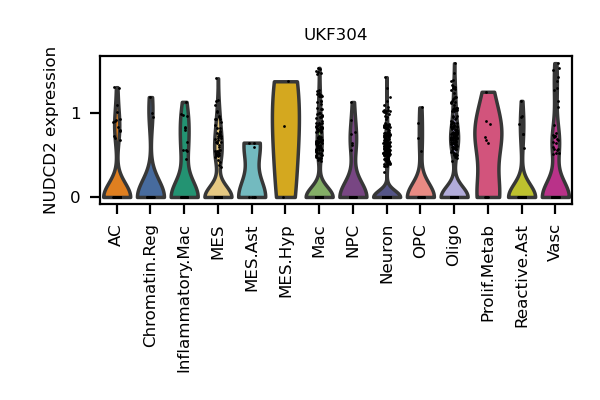 UKF304
NUDCD2 expression
1
0
AC
Chromatin.Reg
Inflammatory.Mac
MES
MES.Ast
MES.Hyp
Mac
NPC
Neuron
OPC
Oligo
Prolif.Metab
Reactive.Ast
Vasc